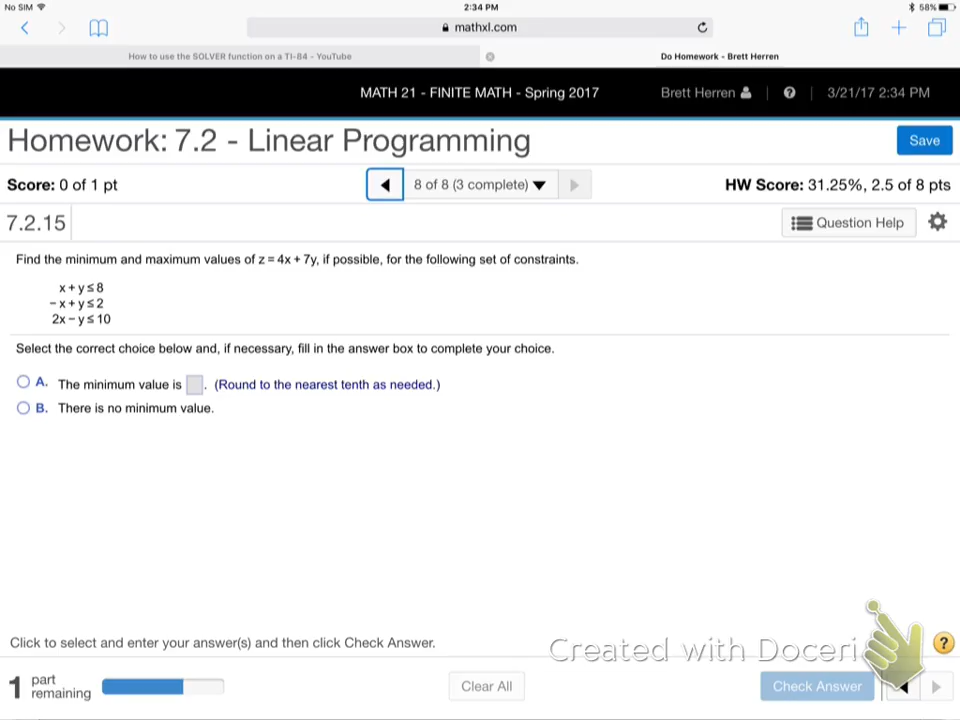 No SIM 2:34 PM 58%
mathxl.com
How to use the SOLVER function on a TI-84 - YouTube Do Homework - Brett Herren
MATH 21 - FINITE MATH - Spring 2017 Brett Herren | ? | 3/21/17 2:34 PM
Homework: 7.2 - Linear Programming Save
Score: 0 of 1 pt 8 of 8 (3 complete) HW Score: 31.25%, 2.5 of 8 pts
7.2.15 Question Help
Find the minimum and maximum values of z = 4x + 7y, if possible, for the following set of constraints.
x + y ≤ 8
- x + y ≤ 2
2x - y ≤ 10
Select the correct choice below and, if necessary, fill in the answer box to complete your choice.
A. The minimum value is . (Round to the nearest tenth as needed.)
B. There is no minimum value.
Click to select and enter your answer(s) and then click Check Answer. ?
Created with Doceri
1 part remaining Clear All Check Answer